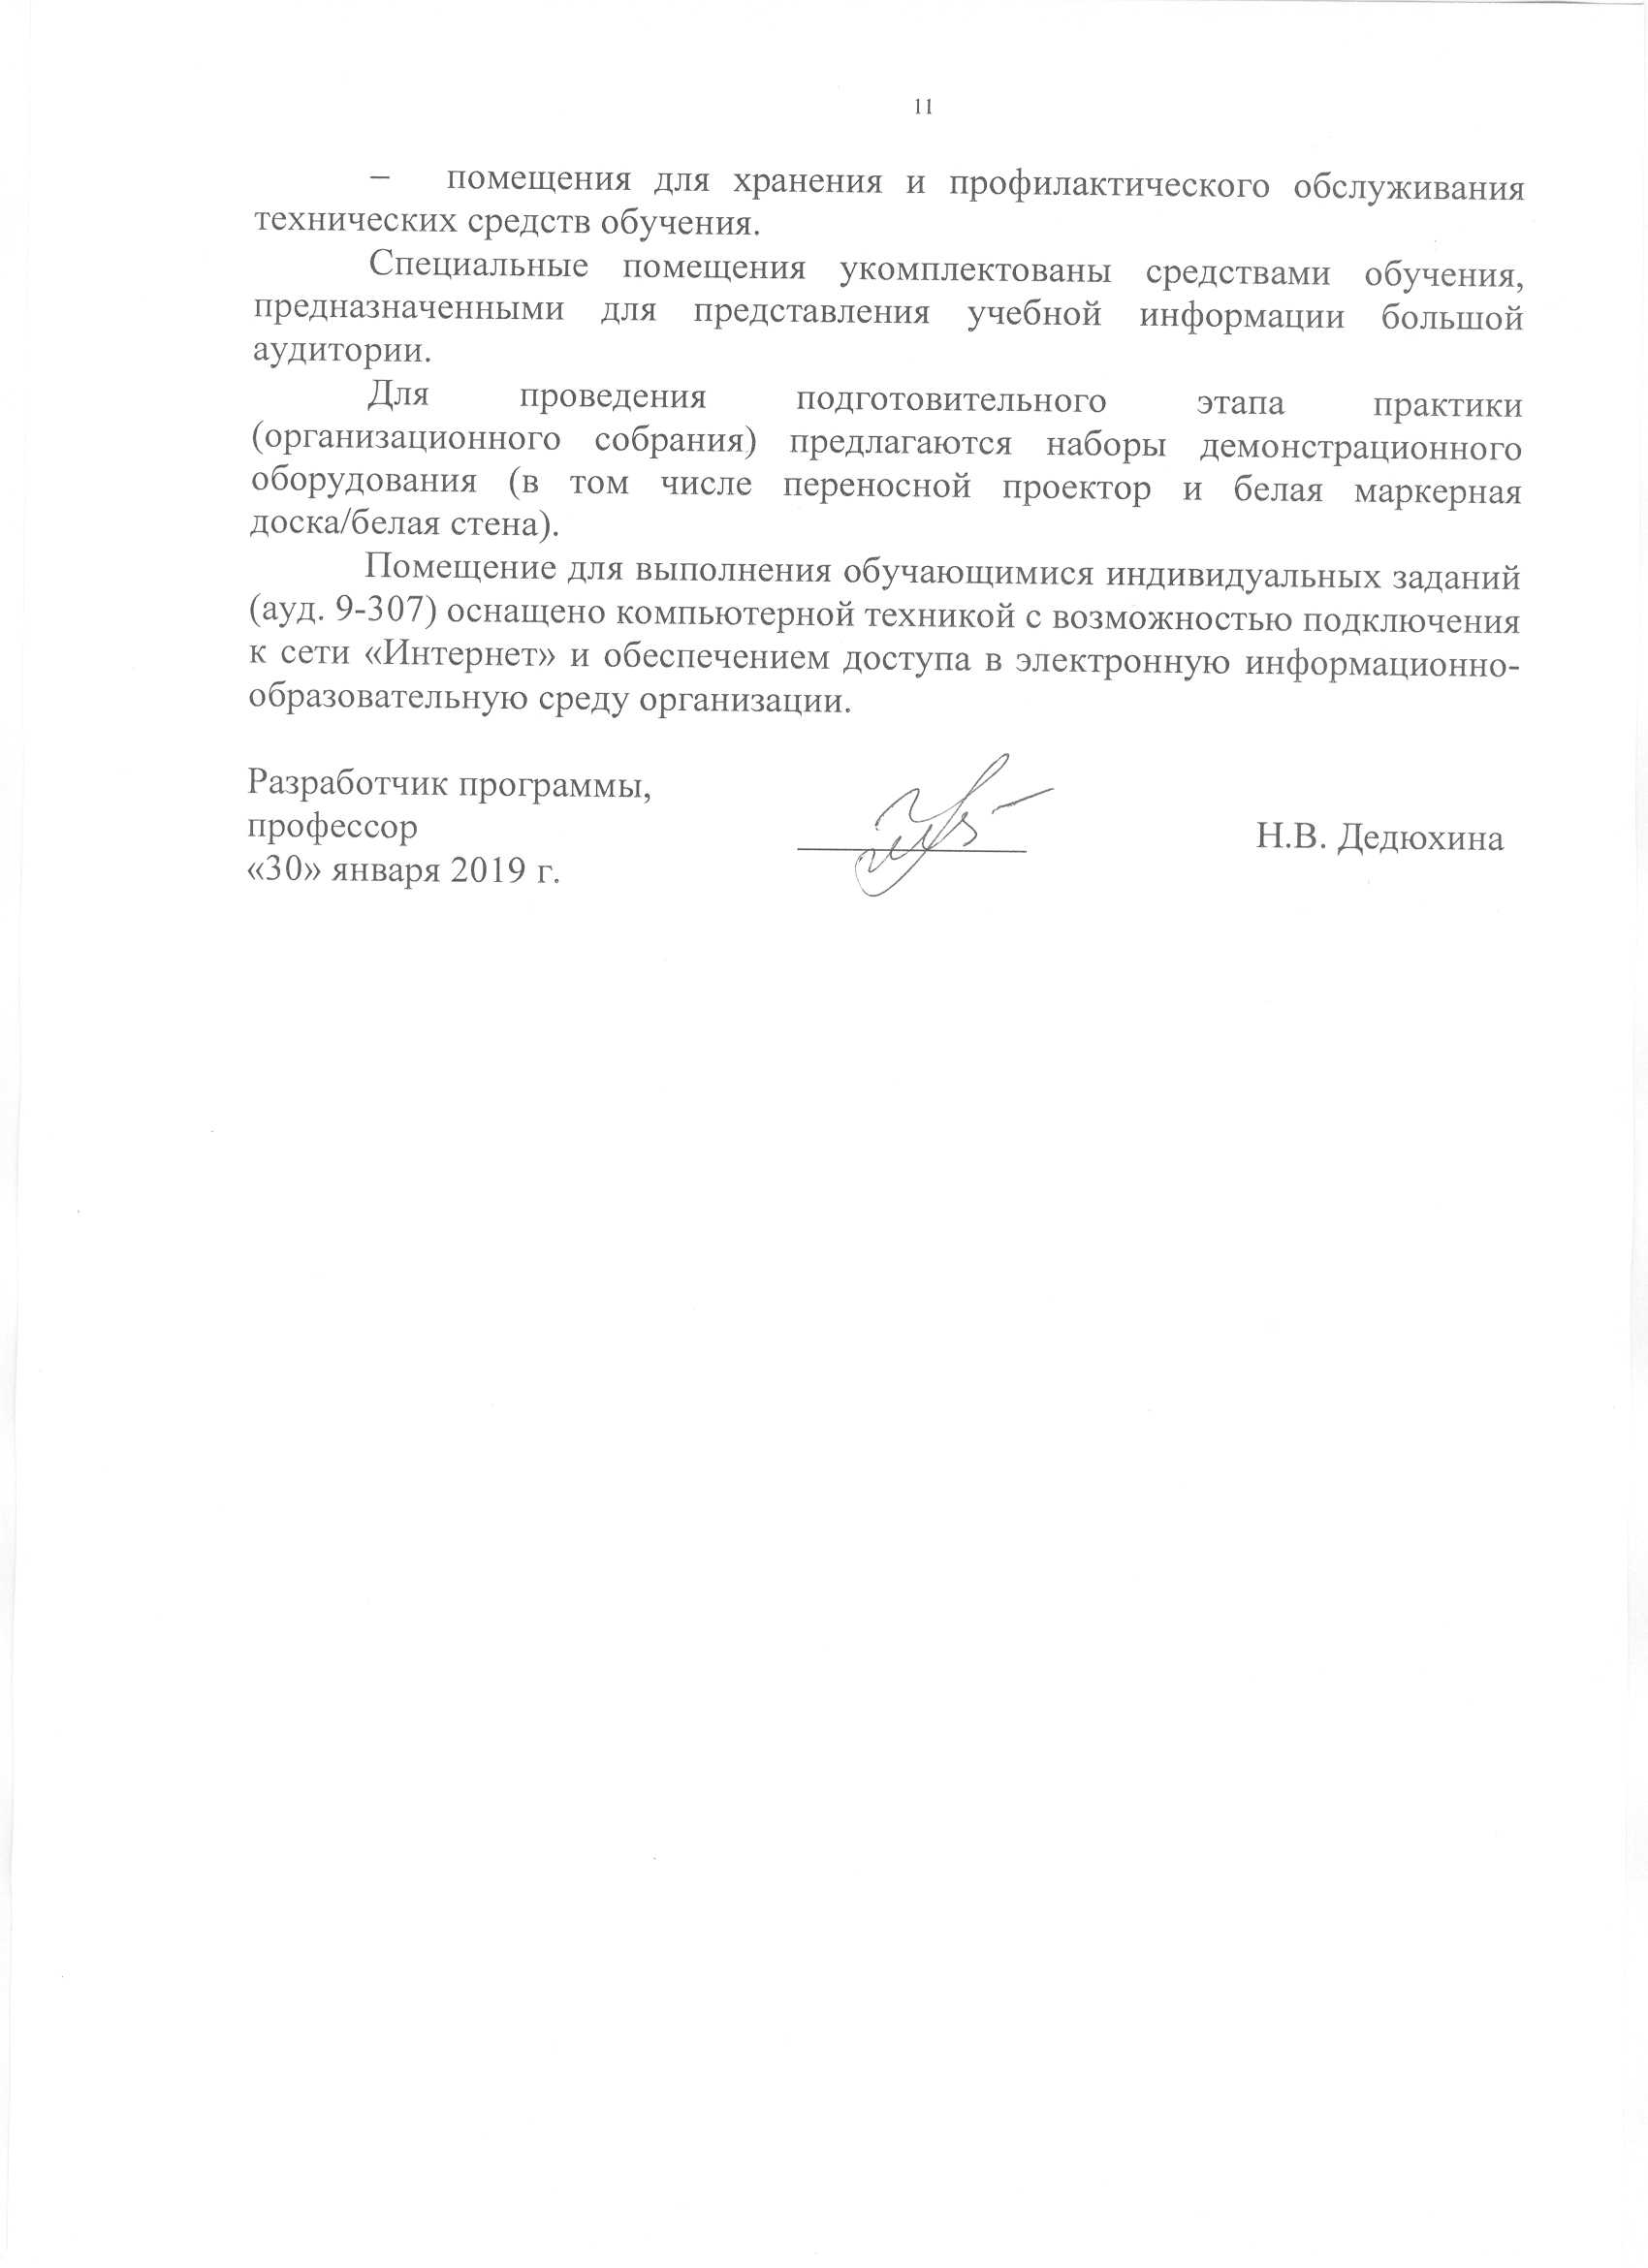 11
– помещения для хранения и профилактического обслуживания
технических средств обучения.
Специальные помещения укомплектованы средствами обучения,
предназначенными для представления учебной информации большой
аудитории.
Для проведения подготовительного этапа практики
(организационного собрания) предлагаются наборы демонстрационного
оборудования (в том числе переносной проектор и белая маркерная
доска/белая стена).
Помещение для выполнения обучающимися индивидуальных заданий
(ауд. 9-307) оснащено компьютерной техникой с возможностью подключения
к сети «Интернет» и обеспечением доступа в электронную информационно-
образовательную среду организации.
Разработчик программы,
профессор
Н.В. Дедюхина
«30» января 2019 г.